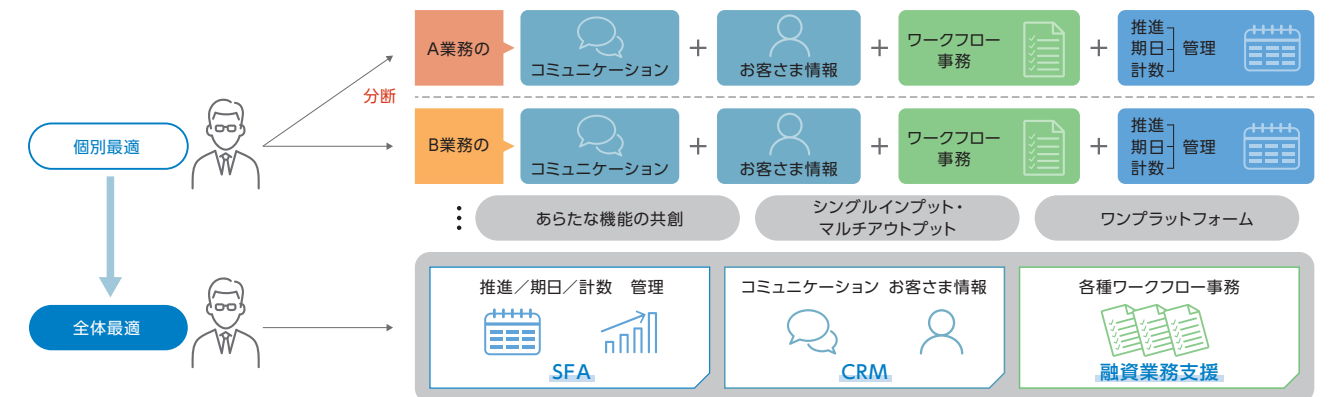 A業務の
コミュニケーション
+
お客さま情報
+
ワークフロー
事務
+
推進
期日
計数
管理
分断
個別最適
B業務の
コミュニケーション
+
お客さま情報
+
ワークフロー
事務
+
推進
期日
計数
管理
⋮
あらたな機能の共創
シングルインプット・
マルチアウトプット
ワンプラットフォーム
全体最適
推進／期日／計数　管理
SFA
コミュニケーション お客さま情報
CRM
各種ワークフロー事務
融資業務支援